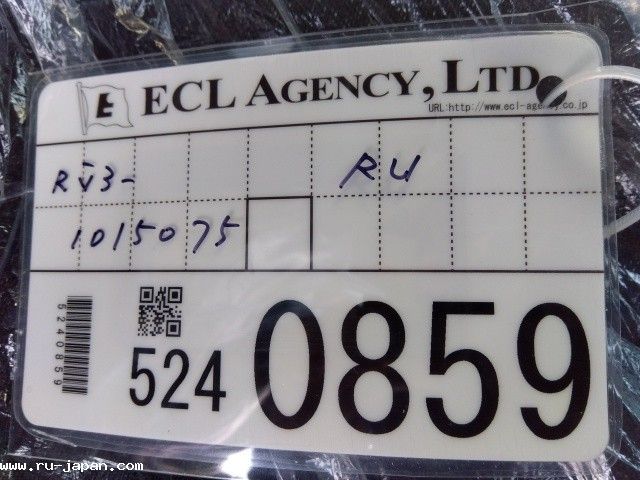 E ECL AGENCY, LTD.
URL:http://www.ecl-agency.co.jp
RV3- RU
1015075
5240859
524 0859
www.ru-japan.com